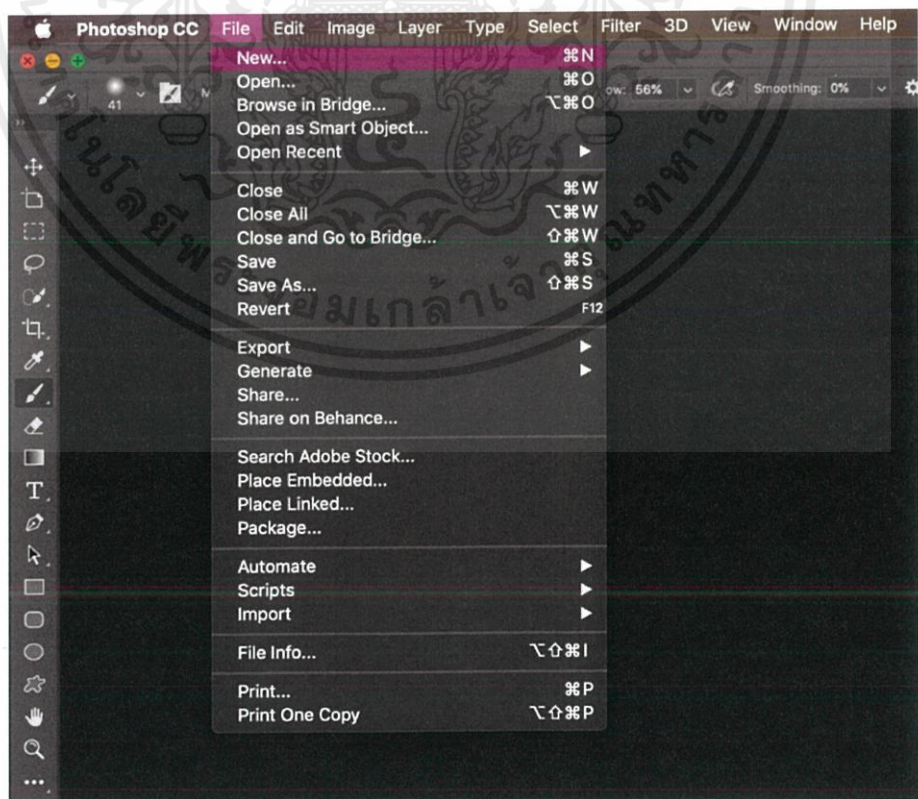 Photoshop CC File Edit Image Layer Type Select Filter 3D View Window Help
New... ⌘N
Open... ⌘O
41 ow: 56% Smoothing: 0%
Browse in Bridge... ⌥⌘O
Open as Smart Object...
Open Recent ▶
Close ⌘W
Close All ⌥⌘W
Close and Go to Bridge... ⇧⌘W
Save ⌘S
Save As... ⇧⌘S
Revert F12
Export ▶
Generate ▶
Share...
Share on Behance...
Search Adobe Stock...
Place Embedded...
Place Linked...
Package...
Automate ▶
Scripts ▶
Import ▶
File Info... ⌥⇧⌘I
Print... ⌘P
Print One Copy ⌥⇧⌘P